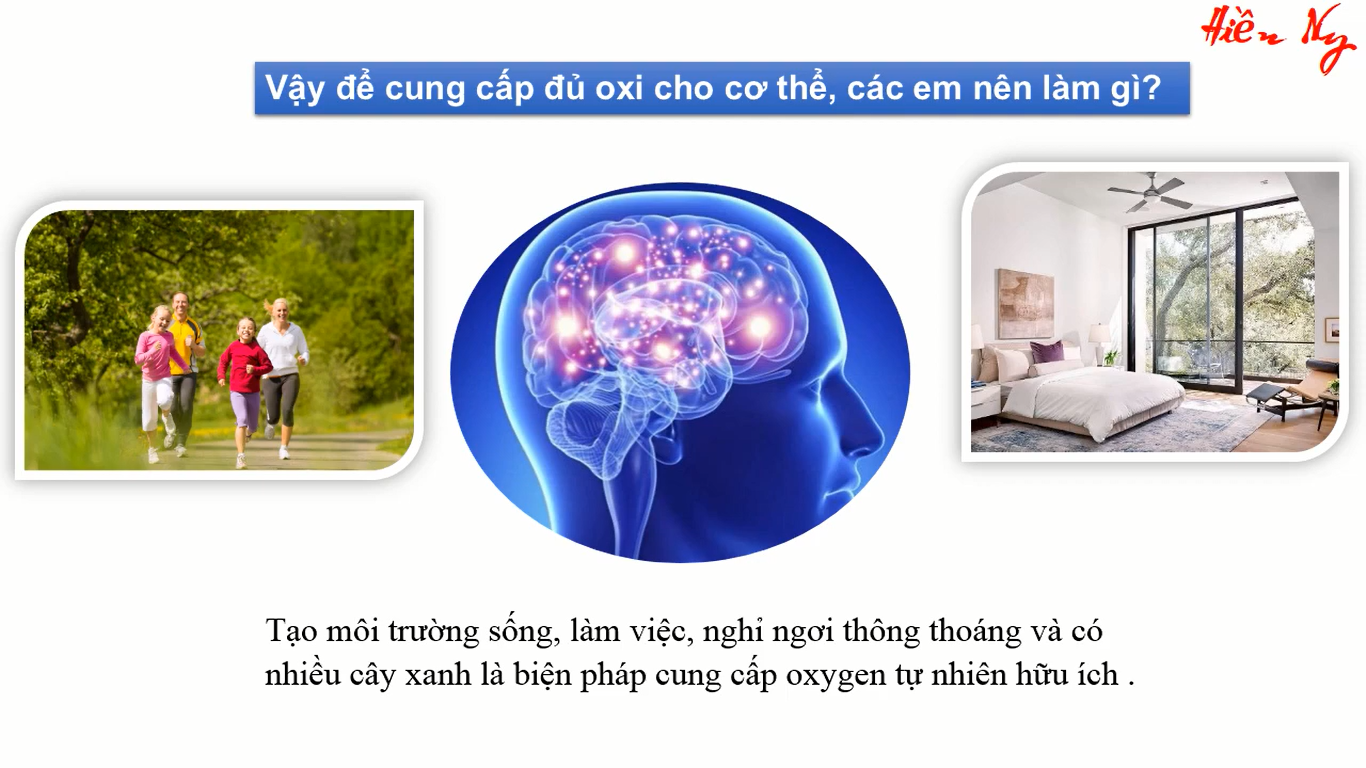 Hiền Ny
Vậy để cung cấp đủ oxi cho cơ thể, các em nên làm gì?
Tạo môi trường sống, làm việc, nghỉ ngơi thông thoáng và có
nhiều cây xanh là biện pháp cung cấp oxygen tự nhiên hữu ích .